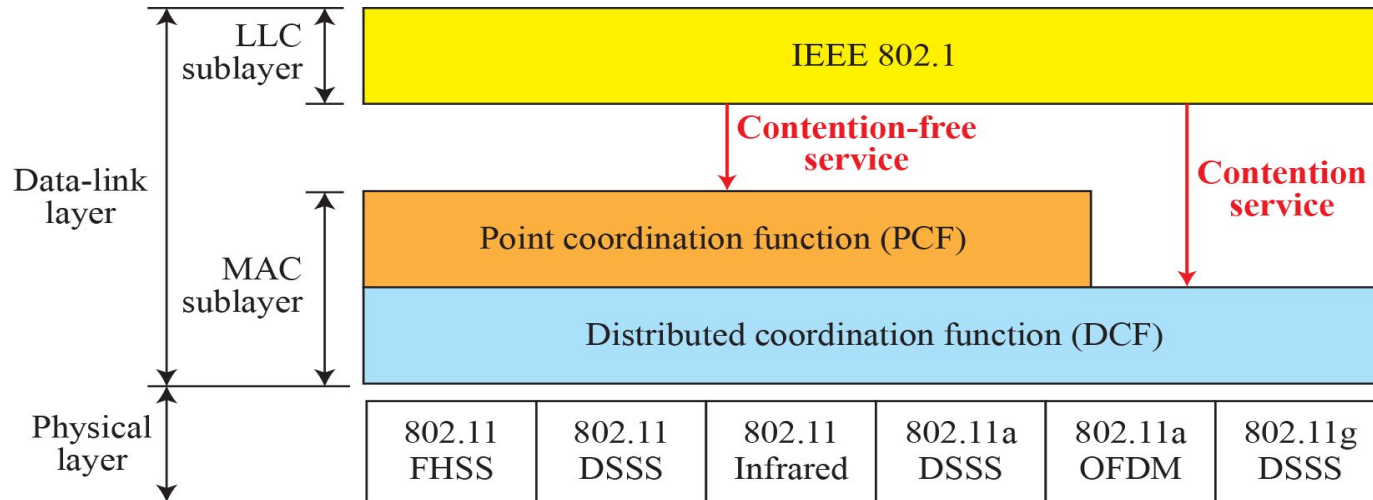 LLC
sublayer
IEEE 802.1
Contention-free
service
Contention
service
Data-link
layer
MAC
sublayer
Point coordination function (PCF)
Distributed coordination function (DCF)
Physical
layer
802.11
FHSS
802.11
DSSS
802.11
Infrared
802.11a
DSSS
802.11a
OFDM
802.11g
DSSS